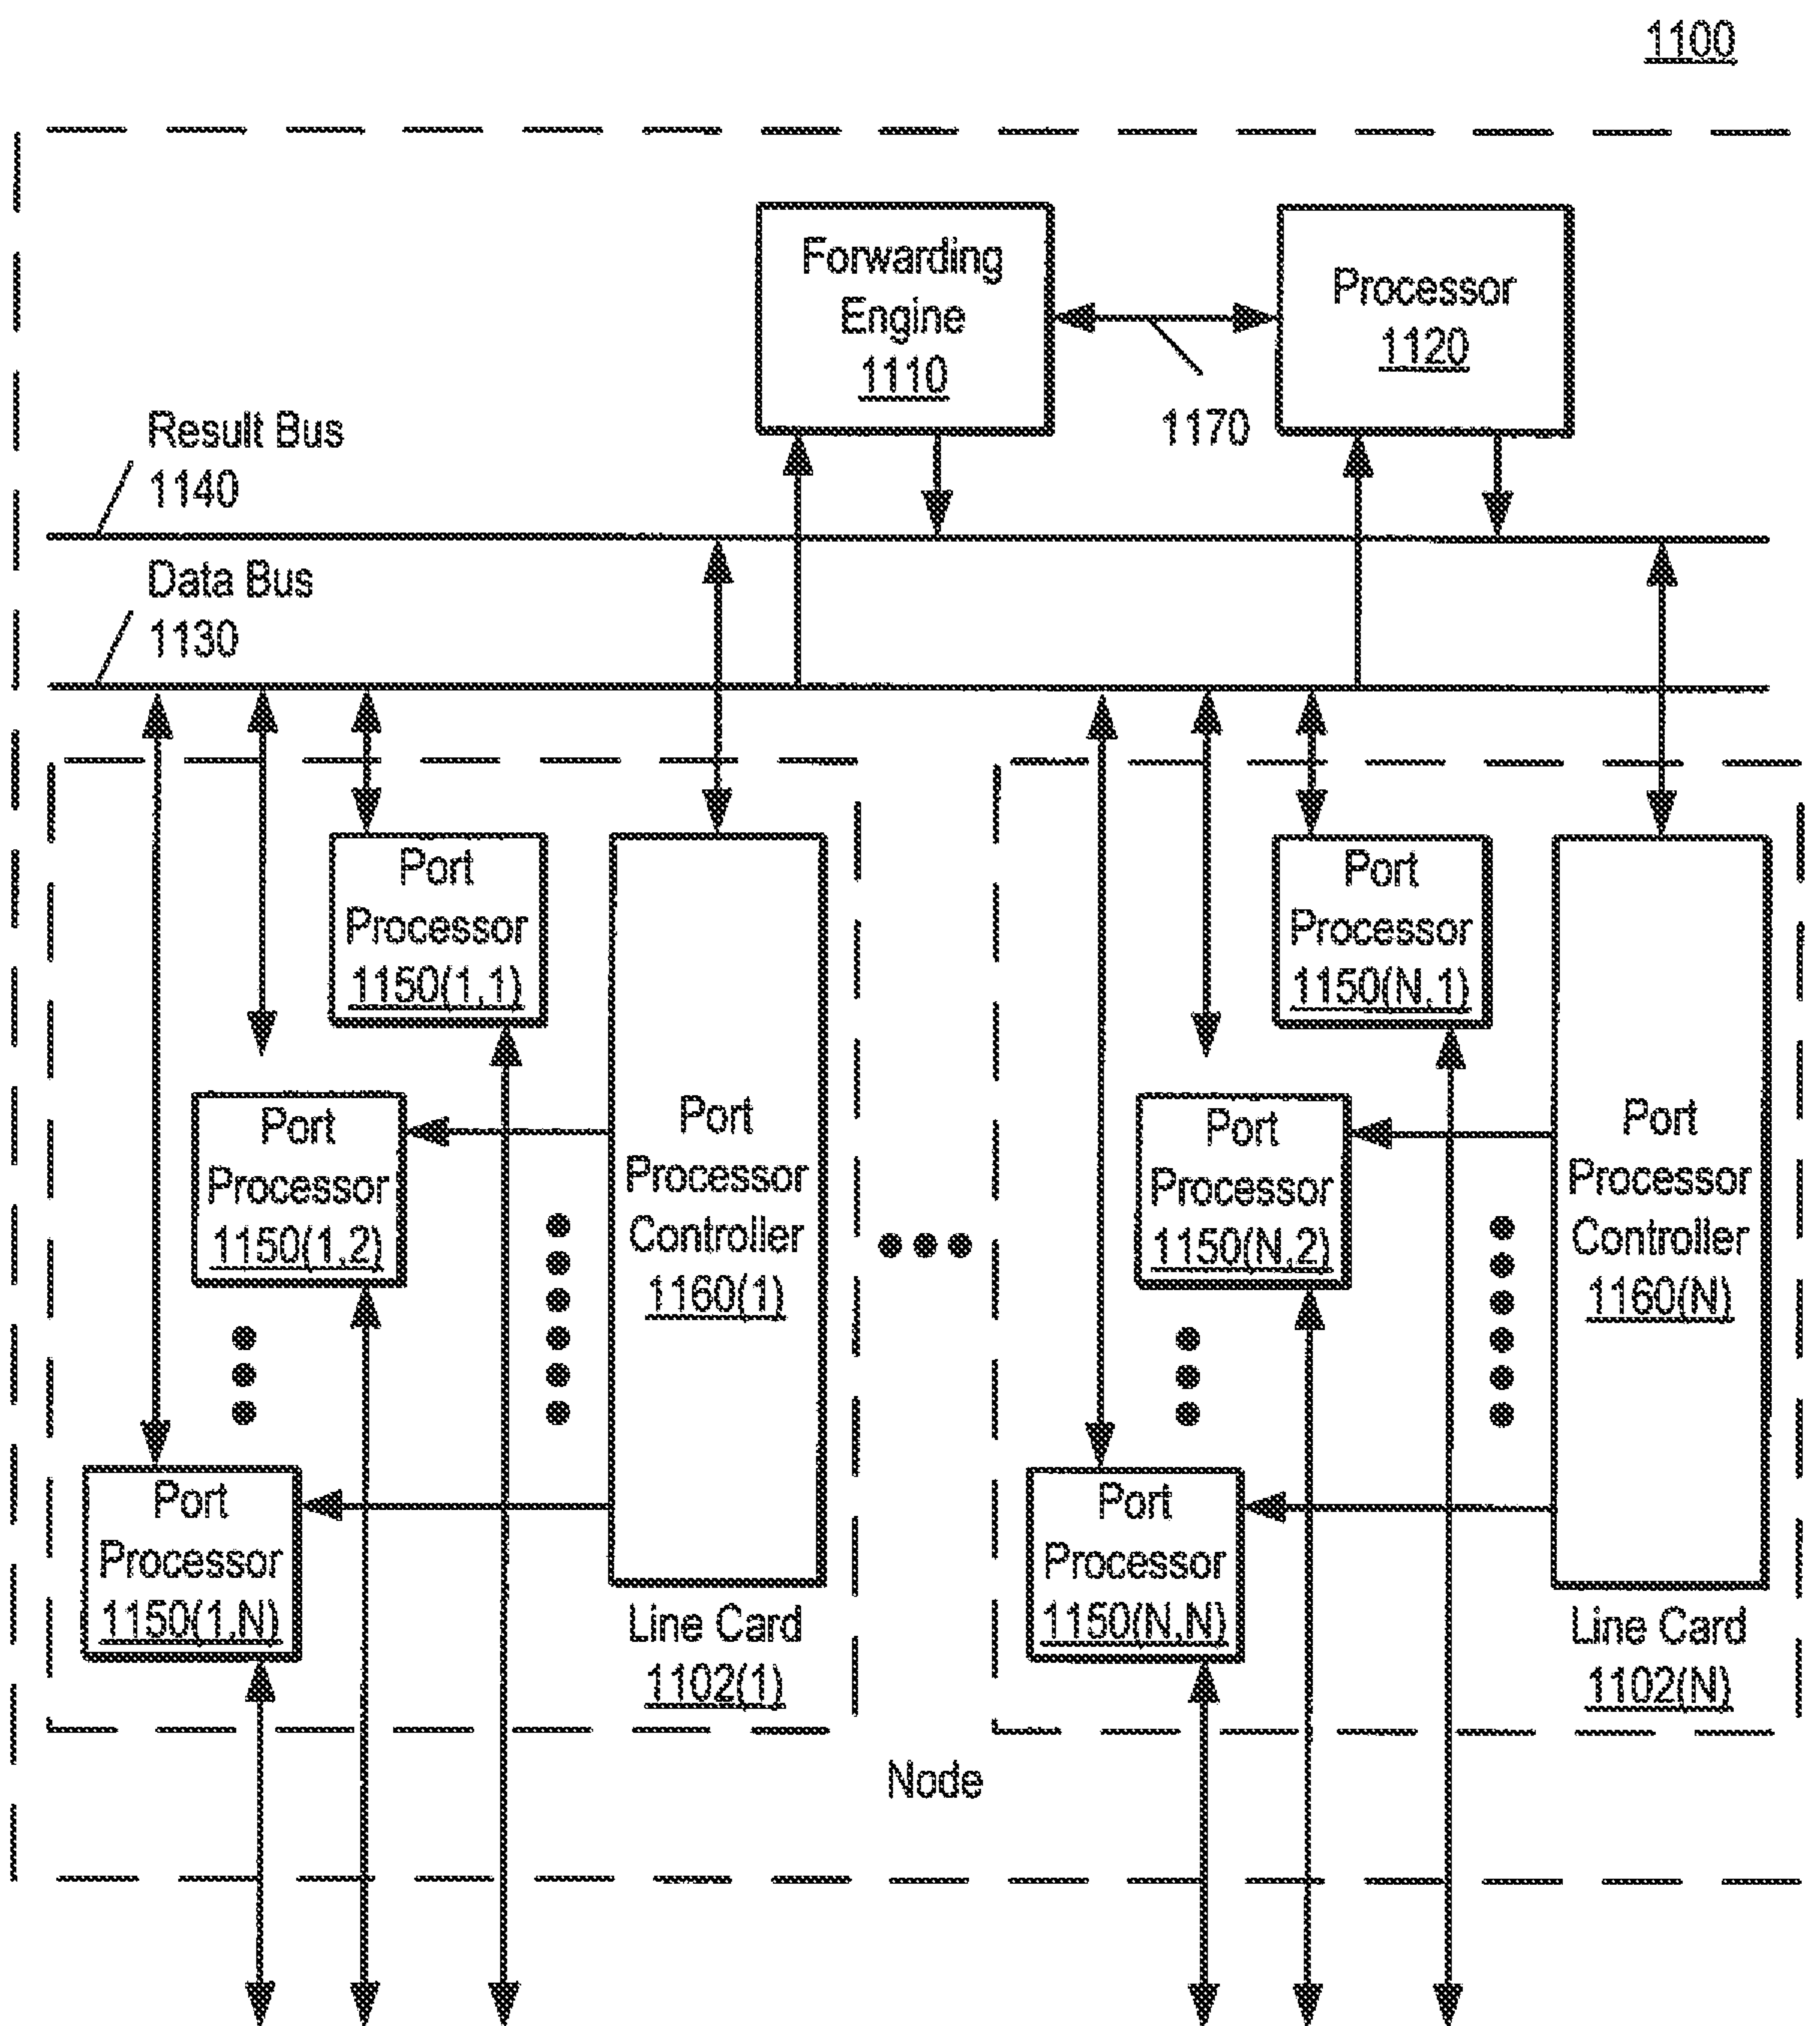 1100
Forwarding
Engine
1110
Processor
1120
1170
Result Bus
1140
Data Bus
1130
Port
Processor
1150(1,1)
Port
Processor
1150(1,2)
Port
Processor
1150(1,N)
Port
Processor
Controller
1160(1)
Line Card
1102(1)
Port
Processor
1150(N,1)
Port
Processor
1150(N,2)
Port
Processor
1150(N,N)
Port
Processor
Controller
1160(N)
Line Card
1102(N)
Node